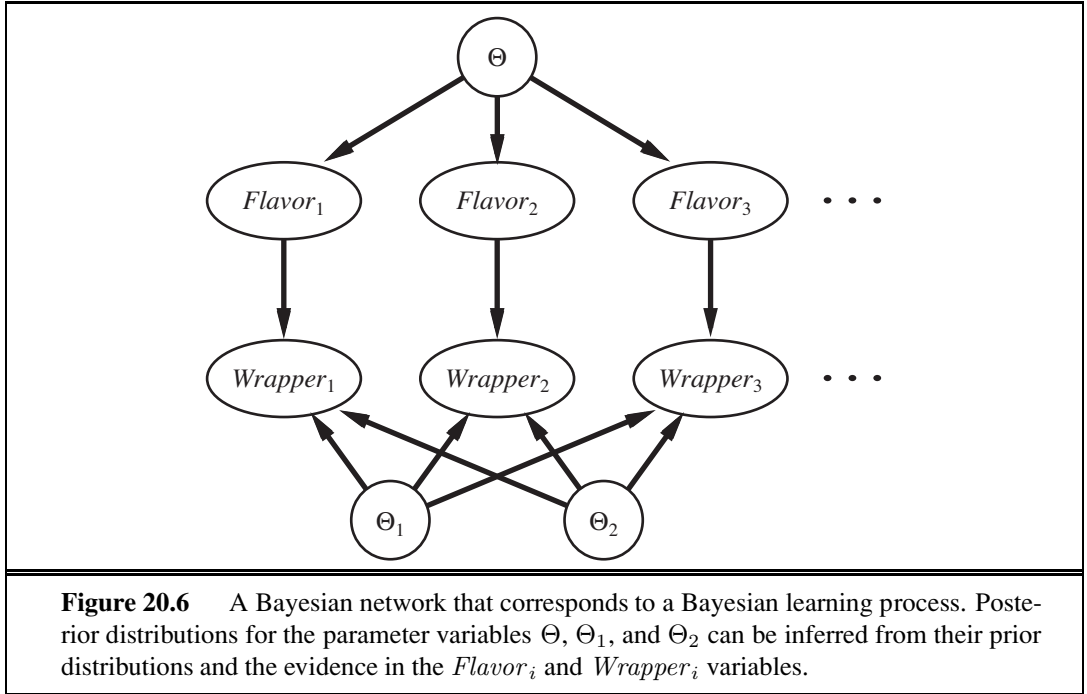 Θ
Flavor₁ Flavor₂ Flavor₃ . . .
Wrapper₁ Wrapper₂ Wrapper₃ . . .
Θ₁ Θ₂
Figure 20.6 A Bayesian network that corresponds to a Bayesian learning process. Poste-
rior distributions for the parameter variables Θ, Θ₁, and Θ₂ can be inferred from their prior
distributions and the evidence in the Flavorᵢ and Wrapperᵢ variables.